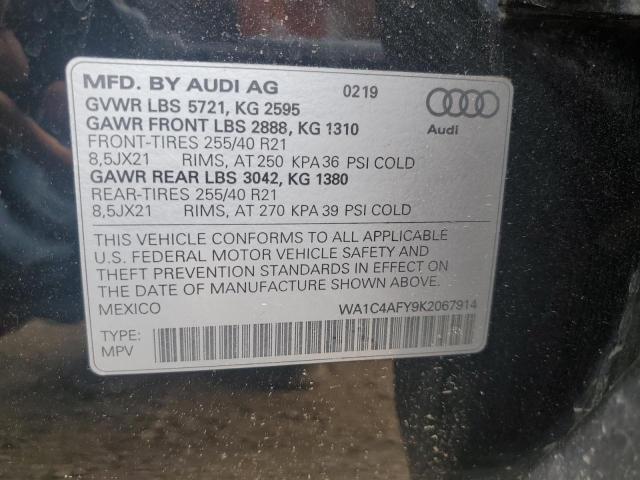 MFD. BY AUDI AG 0219
GVWR LBS 5721, KG 2595
GAWR FRONT LBS 2888, KG 1310
Audi
FRONT-TIRES 255/40 R21
8,5JX21 RIMS, AT 250 KPA 36 PSI COLD
GAWR REAR LBS 3042, KG 1380
REAR-TIRES 255/40 R21
8,5JX21 RIMS, AT 270 KPA 39 PSI COLD
THIS VEHICLE CONFORMS TO ALL APPLICABLE
U.S. FEDERAL MOTOR VEHICLE SAFETY AND
THEFT PREVENTION STANDARDS IN EFFECT ON
THE DATE OF MANUFACTURE SHOWN ABOVE.
MEXICO WA1C4AFY9K2067914
TYPE:
MPV